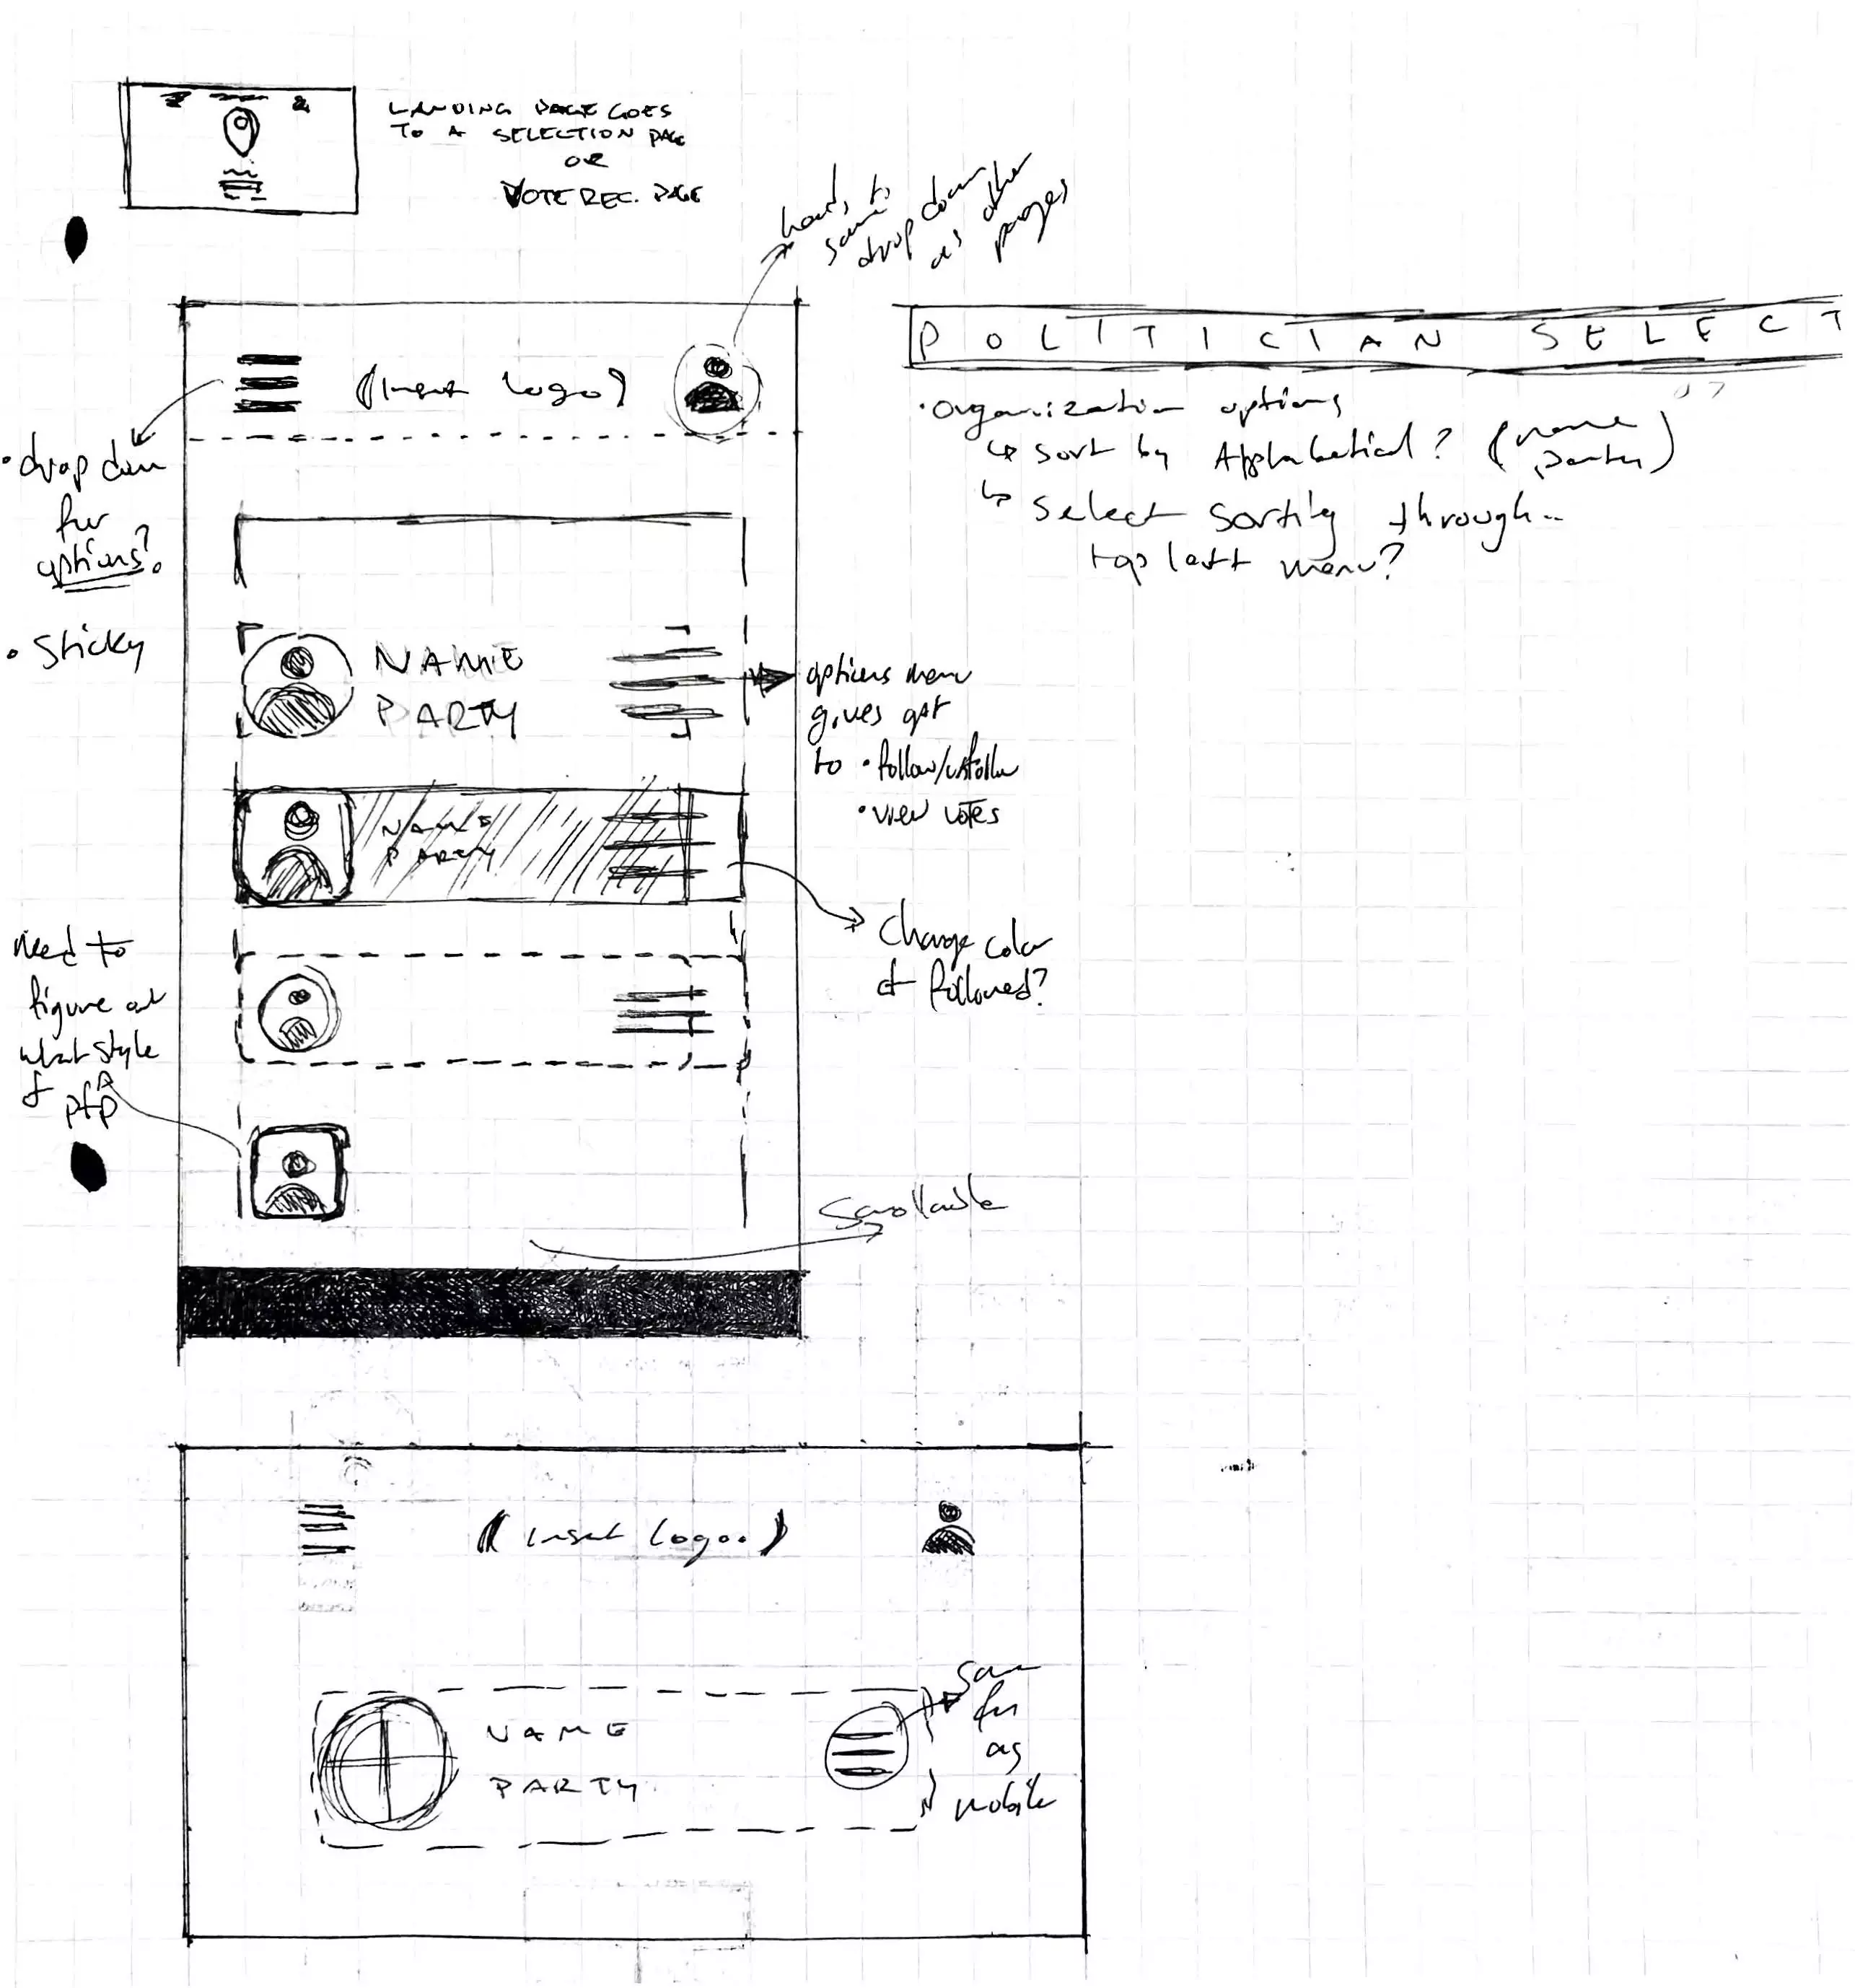 LANDING PAGE GOES
TO A SELECTION PAGE
OR
VOTE REC. PAGE
heads to
same
drop down
as other
pages
POLITICIAN SELECT
(Insert logo)
• drop down
for
options?
• Sticky
• organization options
↳ sort by Alphabetical? (name
party)
↳ select sorting through..
top left menu?
NAME
PARTY
options menu
gives opt
to • follow/unfollow
• view votes
NAME
PARTY
Change color
if followed?
need to
figure out
what style
of pfp
Scrollable
(Insert logo..)
NAME
PARTY
Same
fn
as
mobile